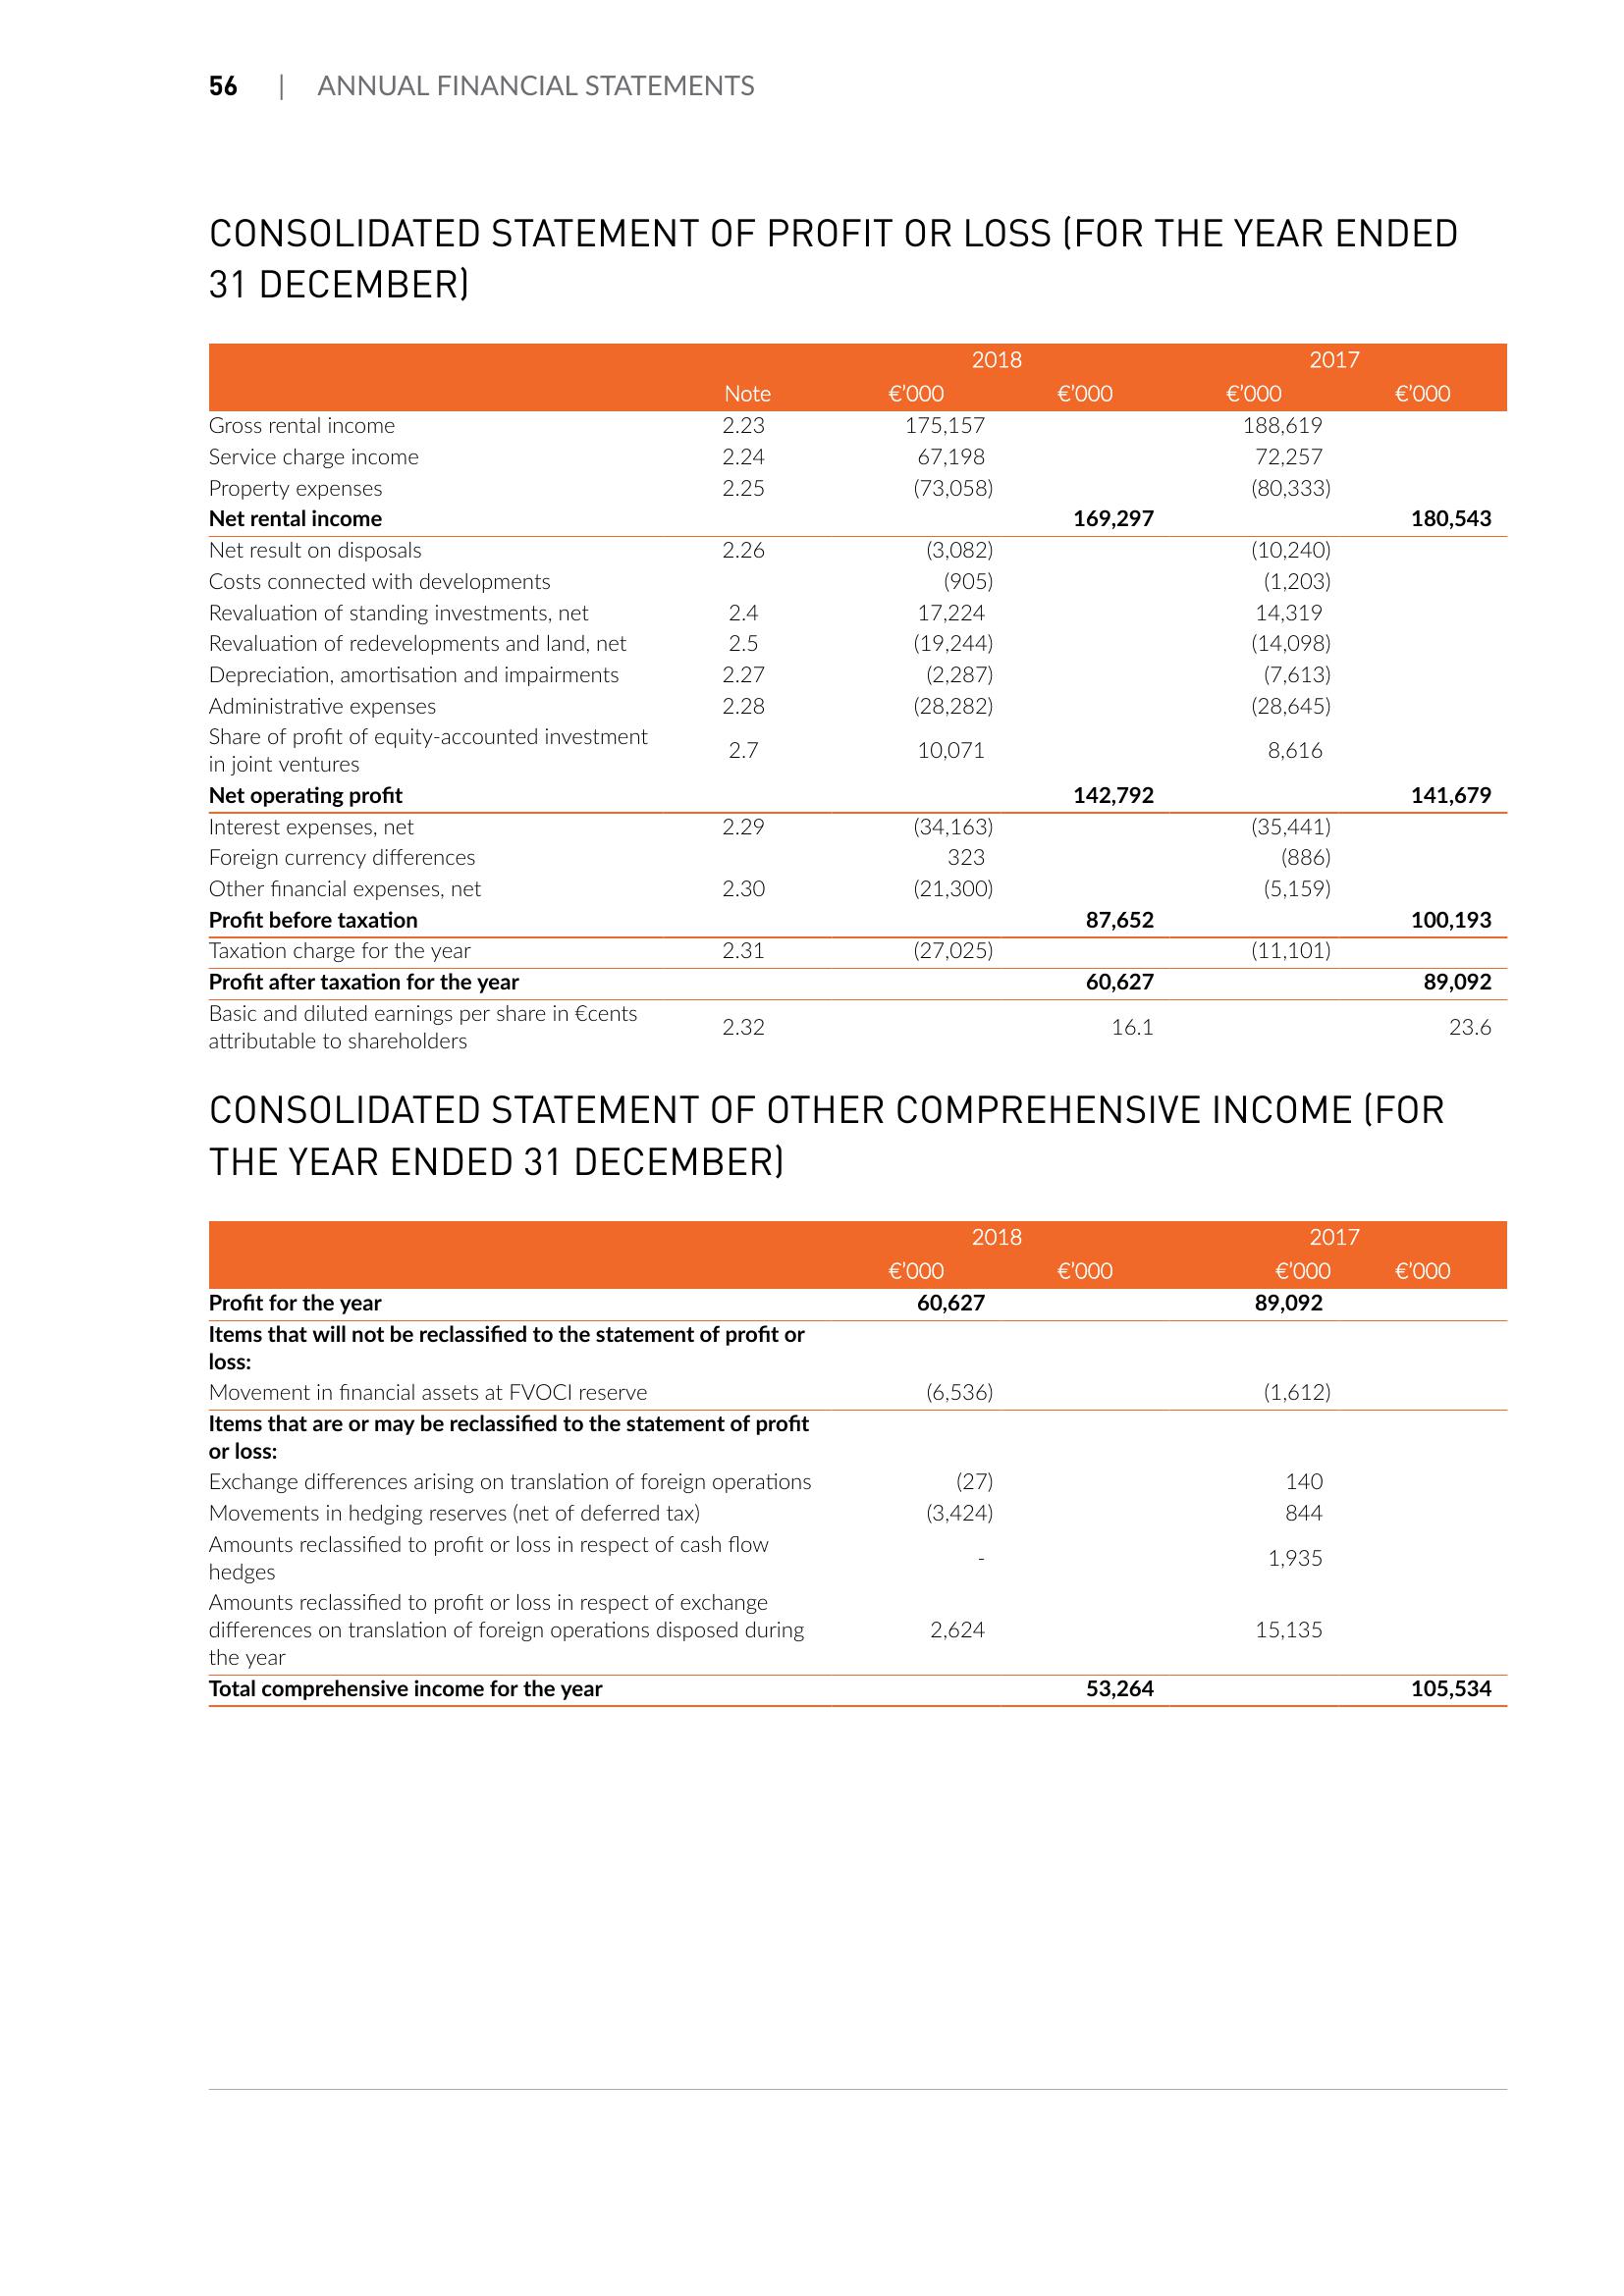 56 | ANNUAL FINANCIAL STATEMENTS
CONSOLIDATED STATEMENT OF PROFIT OR LOSS (FOR THE YEAR ENDED
31 DECEMBER)
2018 2017
Note €’000 €’000 €’000 €’000
Gross rental income 2.23 175,157 188,619
Service charge income 2.24 67,198 72,257
Property expenses 2.25 (73,058) (80,333)
Net rental income 169,297 180,543
Net result on disposals 2.26 (3,082) (10,240)
Costs connected with developments (905) (1,203)
Revaluation of standing investments, net 2.4 17,224 14,319
Revaluation of redevelopments and land, net 2.5 (19,244) (14,098)
Depreciation, amortisation and impairments 2.27 (2,287) (7,613)
Administrative expenses 2.28 (28,282) (28,645)
Share of profit of equity-accounted investment
in joint ventures 2.7 10,071 8,616
Net operating profit 142,792 141,679
Interest expenses, net 2.29 (34,163) (35,441)
Foreign currency differences 323 (886)
Other financial expenses, net 2.30 (21,300) (5,159)
Profit before taxation 87,652 100,193
Taxation charge for the year 2.31 (27,025) (11,101)
Profit after taxation for the year 60,627 89,092
Basic and diluted earnings per share in €cents
attributable to shareholders 2.32 16.1 23.6
CONSOLIDATED STATEMENT OF OTHER COMPREHENSIVE INCOME (FOR
THE YEAR ENDED 31 DECEMBER)
2018 2017
€’000 €’000 €’000 €’000
Profit for the year 60,627 89,092
Items that will not be reclassified to the statement of profit or
loss:
Movement in financial assets at FVOCI reserve (6,536) (1,612)
Items that are or may be reclassified to the statement of profit
or loss:
Exchange differences arising on translation of foreign operations (27) 140
Movements in hedging reserves (net of deferred tax) (3,424) 844
Amounts reclassified to profit or loss in respect of cash flow
hedges - 1,935
Amounts reclassified to profit or loss in respect of exchange
differences on translation of foreign operations disposed during 2,624 15,135
the year
Total comprehensive income for the year 53,264 105,534